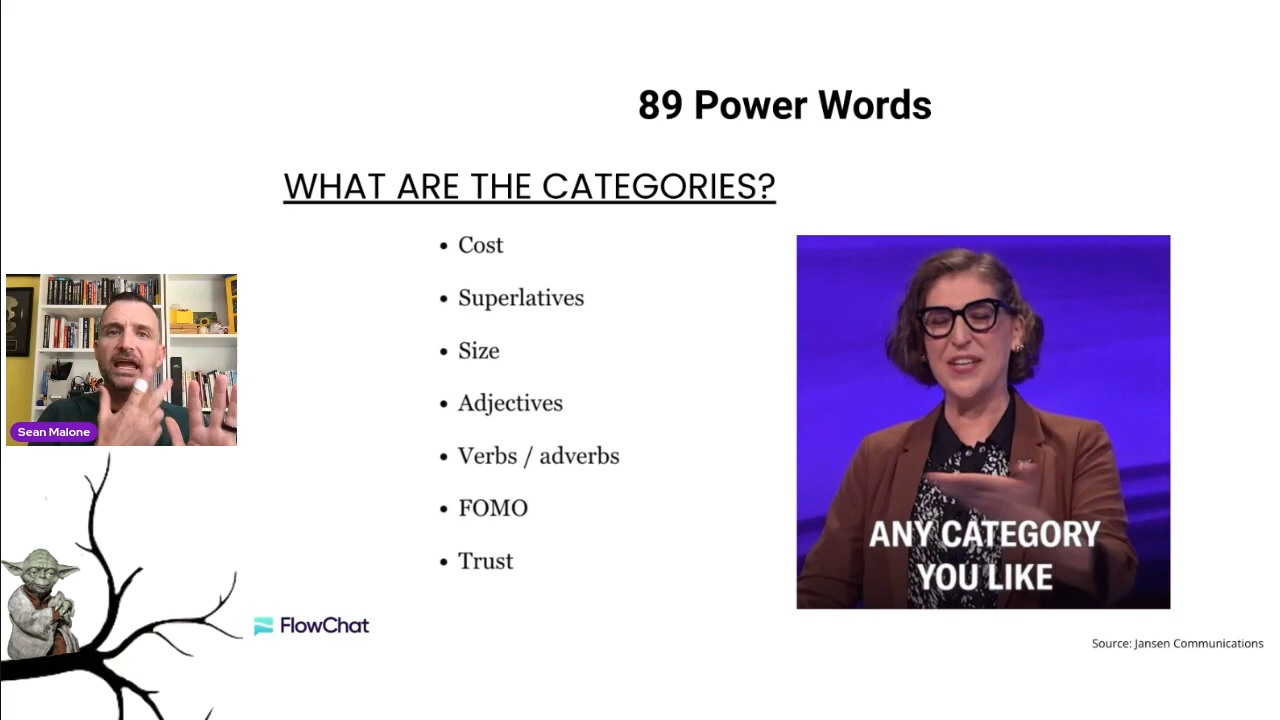 89 Power Words
WHAT ARE THE CATEGORIES?
• Cost
• Superlatives
• Size
• Adjectives
• Verbs / adverbs
• FOMO
• Trust
ANY CATEGORY
YOU LIKE
Sean Malone
FlowChat
Source: Jansen Communications